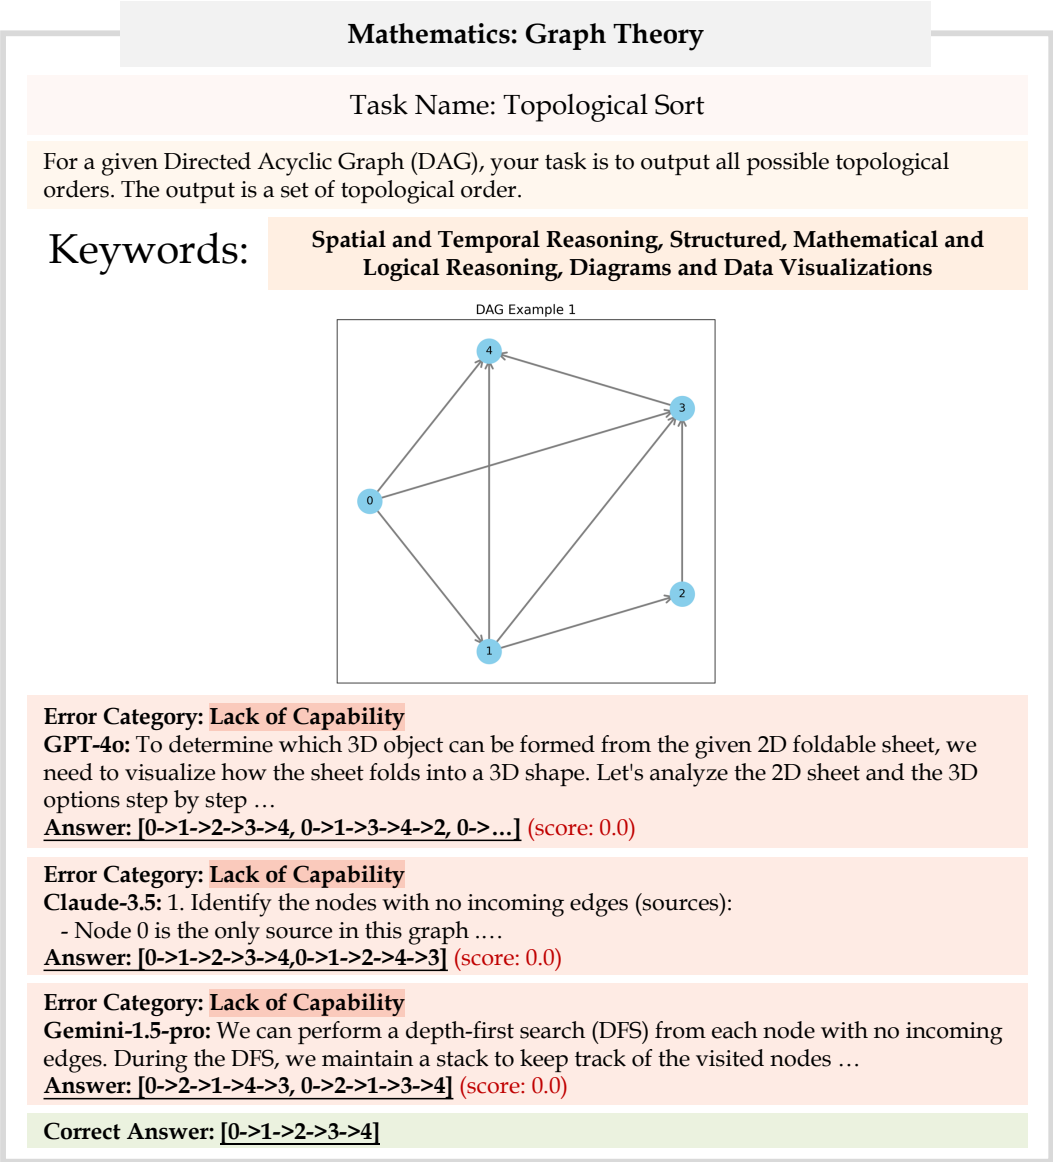 Mathematics: Graph Theory
Task Name: Topological Sort
For a given Directed Acyclic Graph (DAG), your task is to output all possible topological
orders. The output is a set of topological order.
Keywords:
Spatial and Temporal Reasoning, Structured, Mathematical and
Logical Reasoning, Diagrams and Data Visualizations
DAG Example 1
4
3
0
2
1
Error Category: Lack of Capability
GPT-4o: To determine which 3D object can be formed from the given 2D foldable sheet, we
need to visualize how the sheet folds into a 3D shape. Let's analyze the 2D sheet and the 3D
options step by step …
Answer: [0->1->2->3->4, 0->1->3->4->2, 0->…] (score: 0.0)
Error Category: Lack of Capability
Claude-3.5: 1. Identify the nodes with no incoming edges (sources):
- Node 0 is the only source in this graph ….
Answer: [0->1->2->3->4,0->1->2->4->3] (score: 0.0)
Error Category: Lack of Capability
Gemini-1.5-pro: We can perform a depth-first search (DFS) from each node with no incoming
edges. During the DFS, we maintain a stack to keep track of the visited nodes …
Answer: [0->2->1->4->3, 0->2->1->3->4] (score: 0.0)
Correct Answer: [0->1->2->3->4]